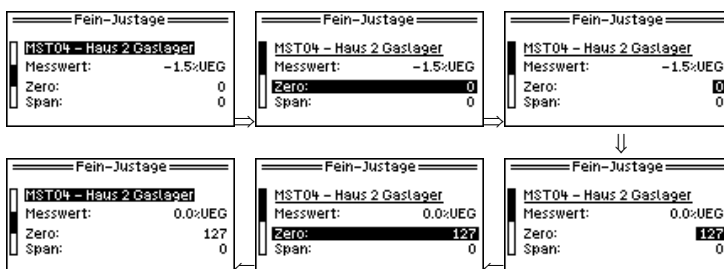 Fein-Justage
MST04 - Haus 2 Gaslager
Messwert: -1.5%UEG
Zero: 0
Span: 0
Fein-Justage
MST04 - Haus 2 Gaslager
Messwert: -1.5%UEG
Zero: 0
Span: 0
Fein-Justage
MST04 - Haus 2 Gaslager
Messwert: -1.5%UEG
Zero: 0
Span: 0
Fein-Justage
MST04 - Haus 2 Gaslager
Messwert: 0.0%UEG
Zero: 127
Span: 0
Fein-Justage
MST04 - Haus 2 Gaslager
Messwert: 0.0%UEG
Zero: 127
Span: 0
Fein-Justage
MST04 - Haus 2 Gaslager
Messwert: 0.0%UEG
Zero: 127
Span: 0